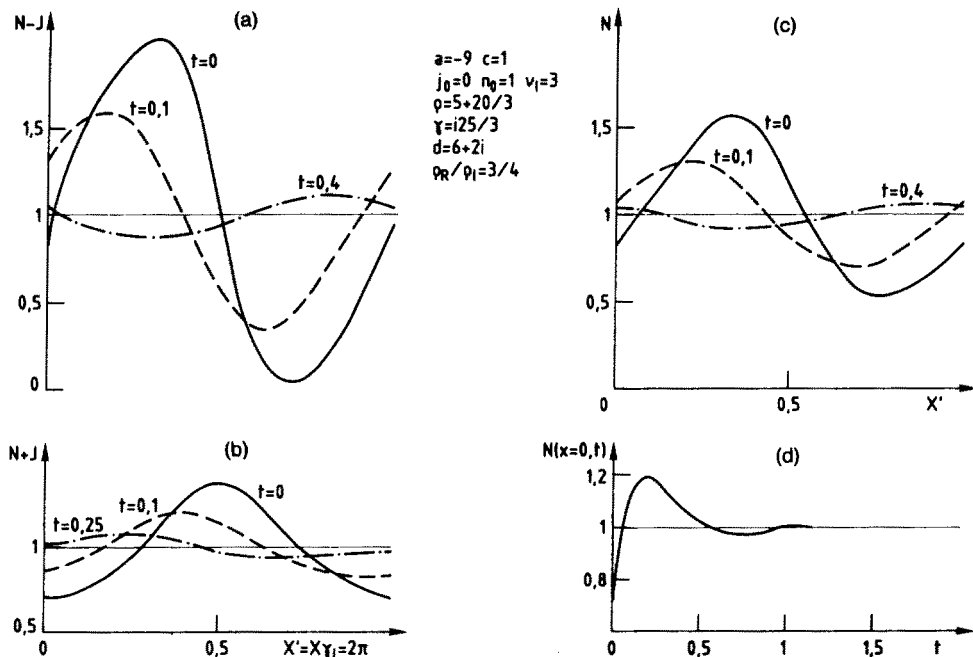 N-J
(a)
t=0
t=0,1
t=0,4
1,5
1
0,5
0
a=-9 c=1
j₀=0 n₀=1 ν₁=3
ρ=5+20/3
γ=i25/3
d=6+2i
ρR/ρI=3/4
N
(c)
t=0
t=0,1
t=0,4
1,5
1
0,5
0
0,5
X'
N+J
(b)
t=0
t=0,1
t=0,25
1
0,5
0
0,5
X'=Xγ₁=2π
N(x=0,t)
(d)
1,2
1
0,8
0
0,5
1
1,5
t